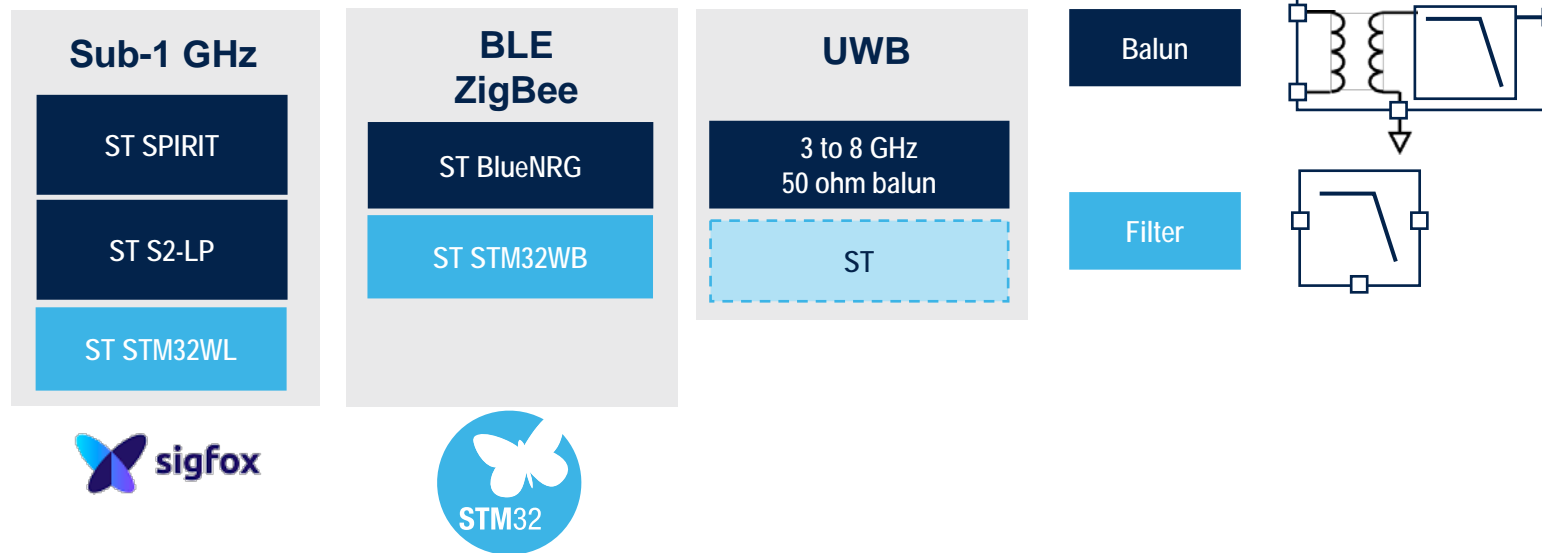 Sub-1 GHz
ST SPIRIT
ST S2-LP
ST STM32WL
sigfox
BLE
ZigBee
ST BlueNRG
ST STM32WB
STM32
UWB
3 to 8 GHz
50 ohm balun
ST
Balun
Filter